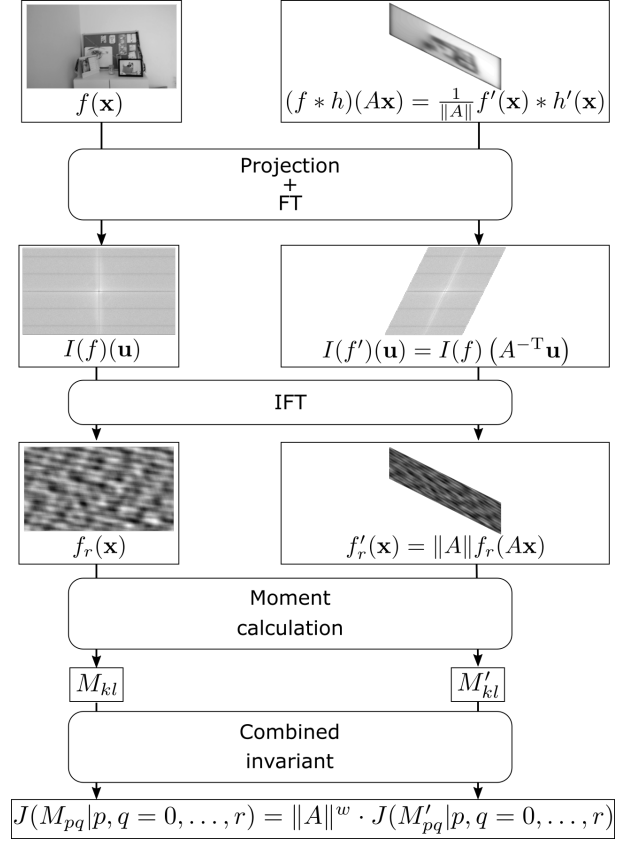 f(𝐱)
(f ∗ h)(A𝐱) = \frac{1}{‖A‖} f′(𝐱) ∗ h′(𝐱)
Projection
+
FT
I(f)(𝐮)
I(f′)(𝐮) = I(f) (A^{−T}𝐮)
IFT
f_r(𝐱)
f′_r(𝐱) = ‖A‖f_r(A𝐱)
Moment
calculation
M_{kl}
M′_{kl}
Combined
invariant
J(M_{pq}|p, q = 0, . . . , r) = ‖A‖^w · J(M′_{pq}|p, q = 0, . . . , r)